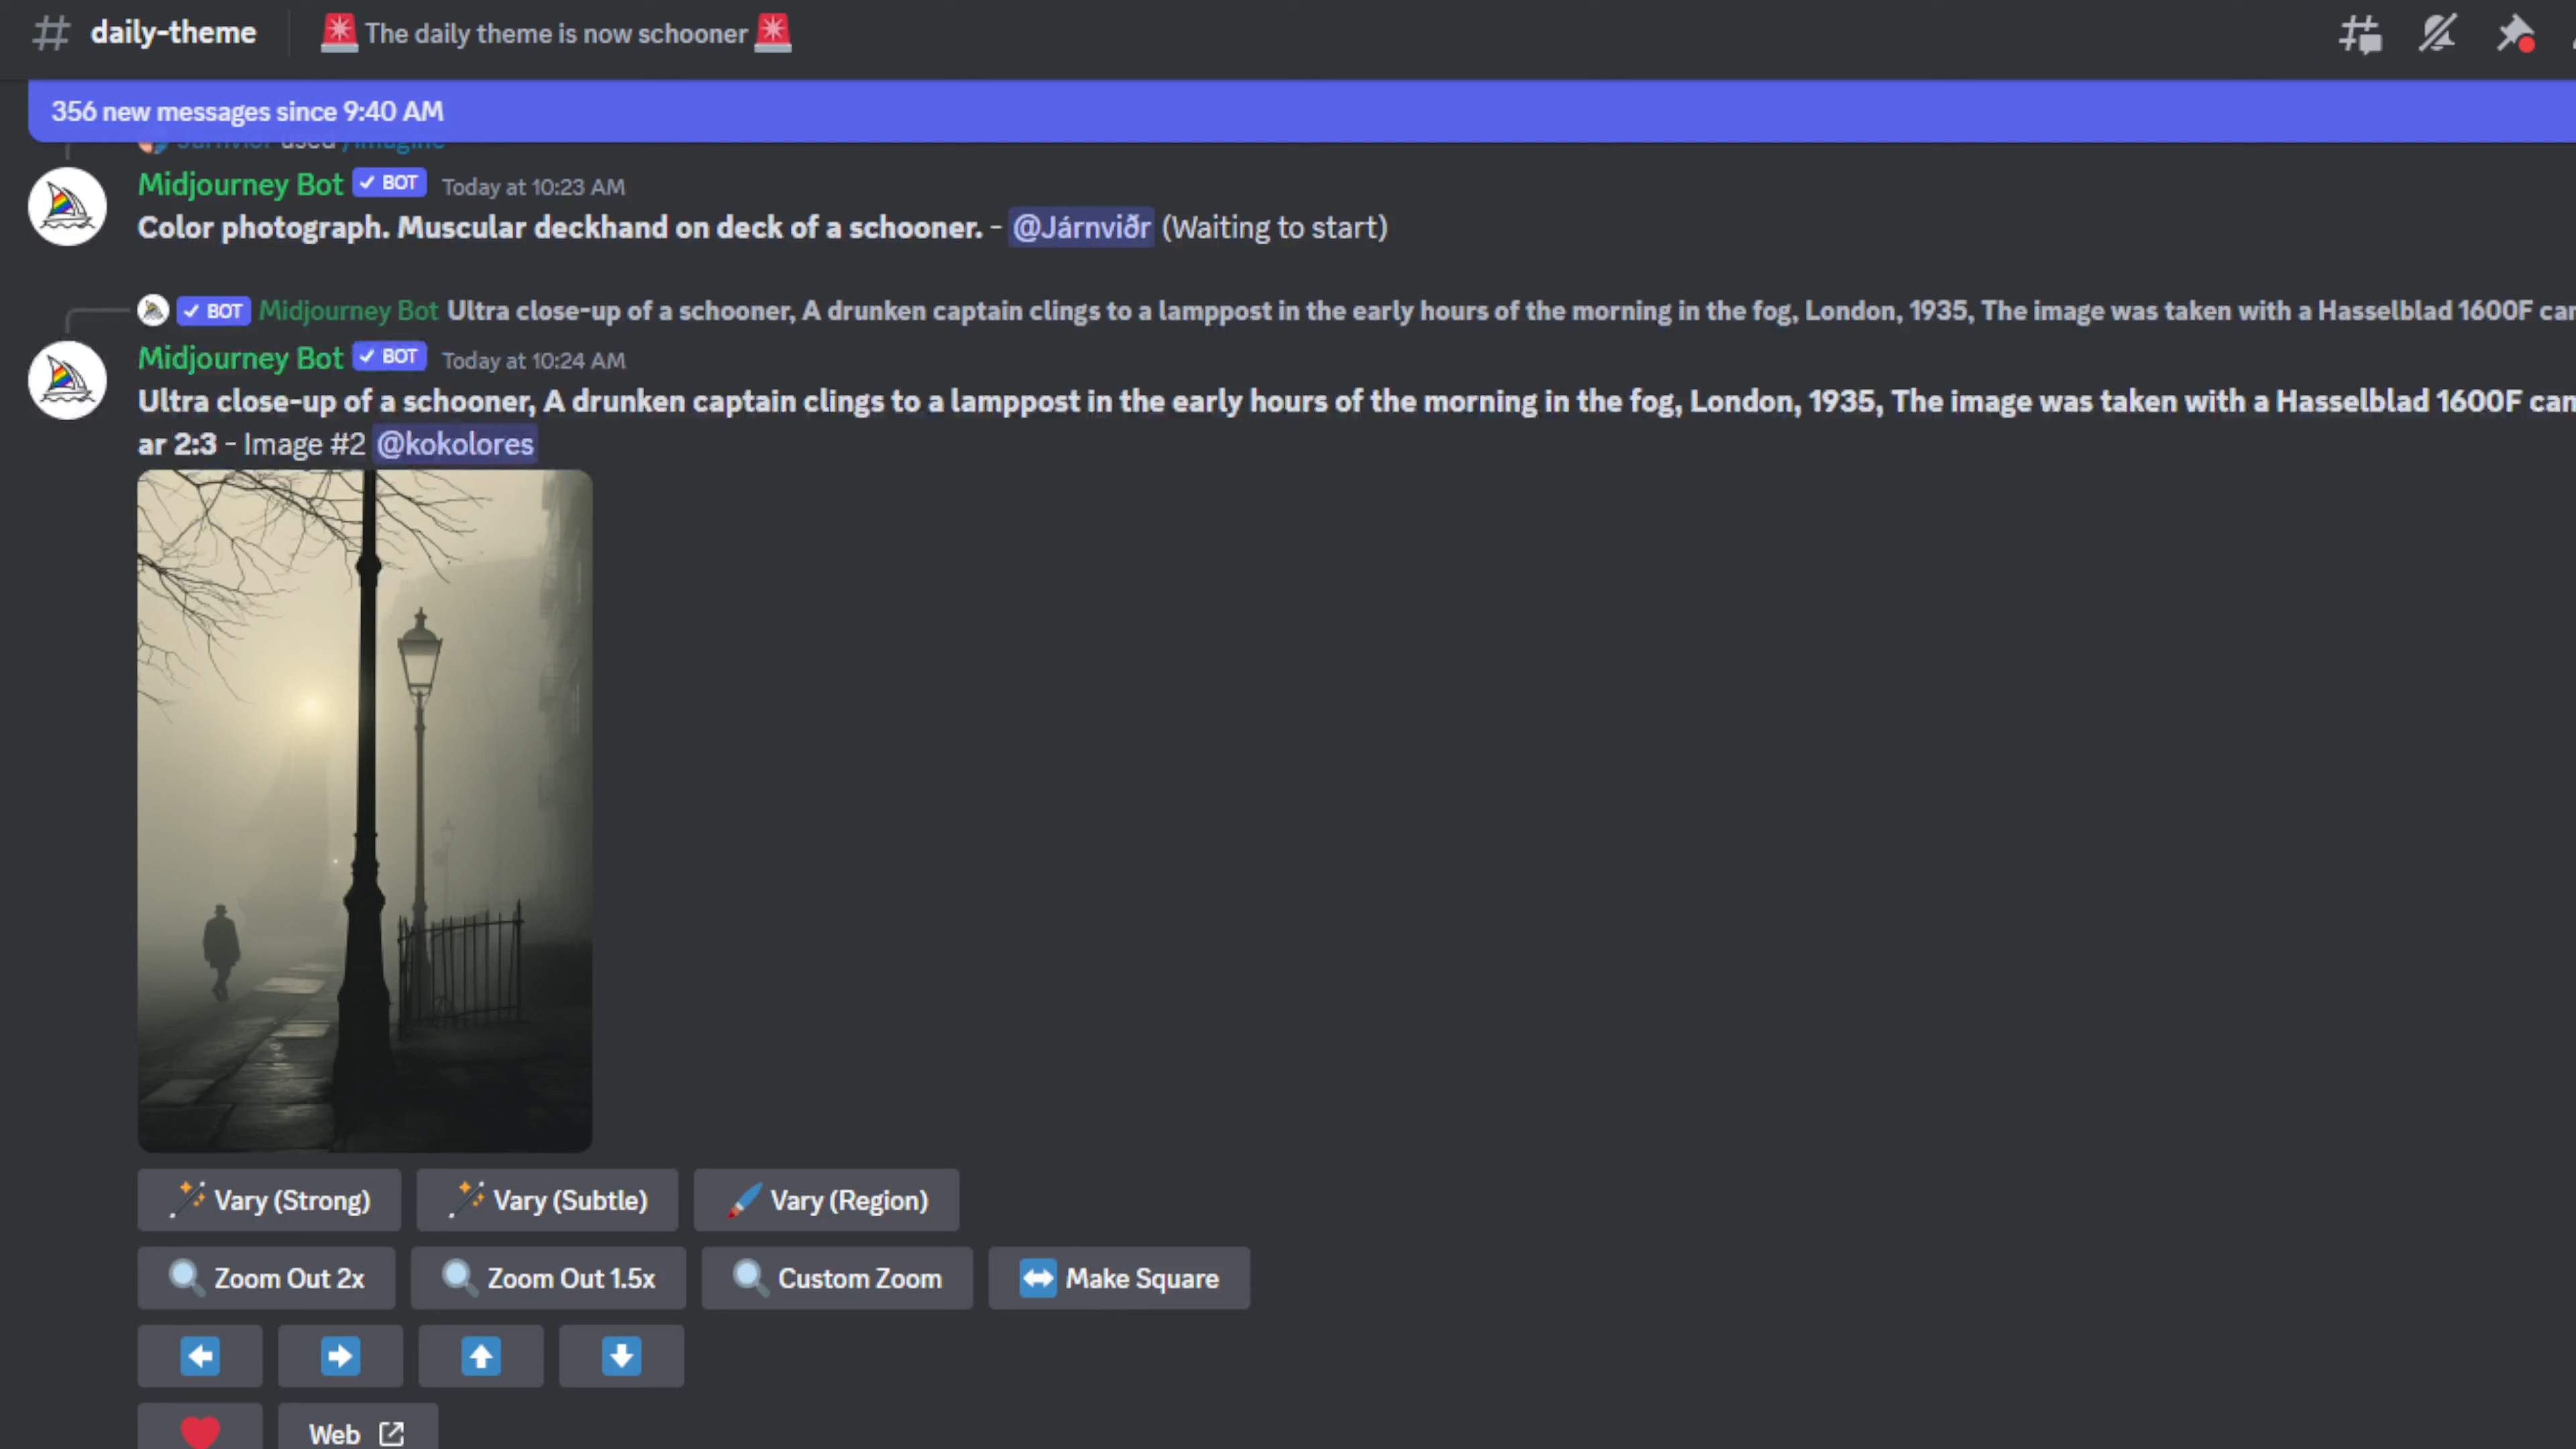 # daily-theme
The daily theme is now schooner
356 new messages since 9:40 AM
Járnviðr used /imagine
Midjourney Bot BOT Today at 10:23 AM
Color photograph. Muscular deckhand on deck of a schooner. - @Járnviðr (Waiting to start)
BOT Midjourney Bot Ultra close-up of a schooner, A drunken captain clings to a lamppost in the early hours of the morning in the fog, London, 1935, The image was taken with a Hasselblad 1600F
Midjourney Bot BOT Today at 10:24 AM
Ultra close-up of a schooner, A drunken captain clings to a lamppost in the early hours of the morning in the fog, London, 1935, The image was taken with a Hasselblad 1600F
ar 2:3 - Image #2 @kokolores
Vary (Strong) Vary (Subtle) Vary (Region)
Zoom Out 2x Zoom Out 1.5x Custom Zoom Make Square
Web